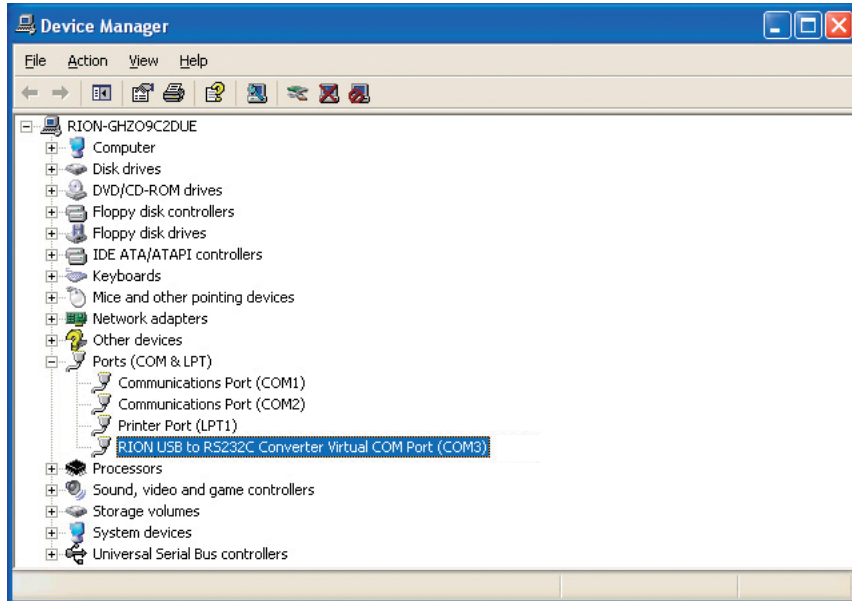 Device Manager
File Action View Help
RION-GHZO9C2DUE
Computer
Disk drives
DVD/CD-ROM drives
Floppy disk controllers
Floppy disk drives
IDE ATA/ATAPI controllers
Keyboards
Mice and other pointing devices
Network adapters
Other devices
Ports (COM & LPT)
Communications Port (COM1)
Communications Port (COM2)
Printer Port (LPT1)
RION USB to RS232C Converter Virtual COM Port (COM3)
Processors
Sound, video and game controllers
Storage volumes
System devices
Universal Serial Bus controllers